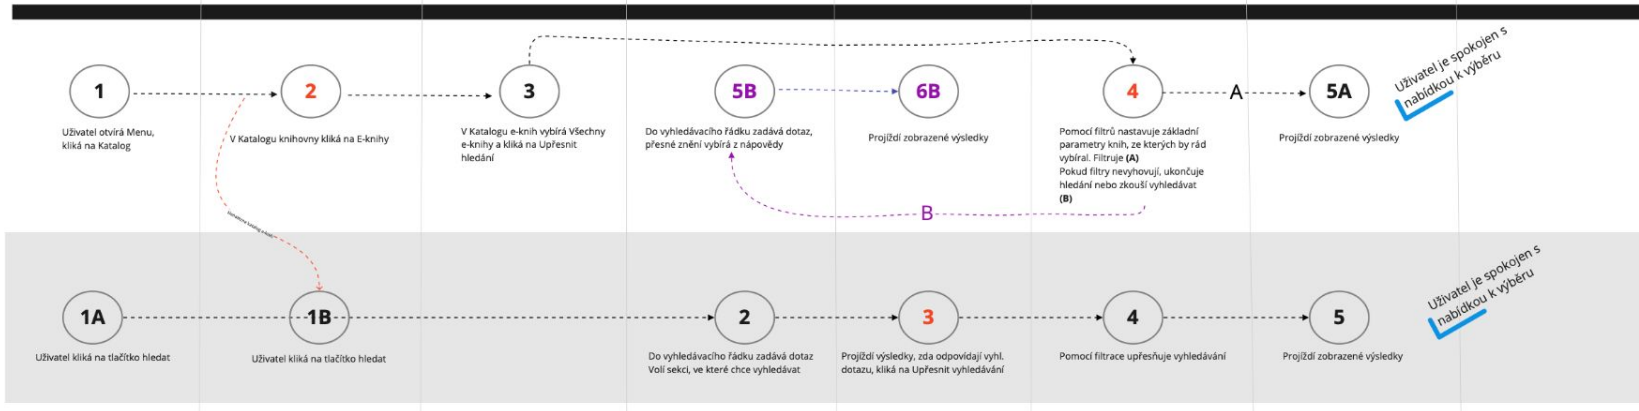 1
2
3
5B
6B
4
A
5A
Uživatel je spokojen s
nabídkou k výběru
Uživatel otvírá Menu,
kliká na Katalog
V Katalogu knihovny kliká na E-knihy
V Katalogu e-knih vybírá Všechny
e-knihy a kliká na Upřesnit
hledání
Do vyhledávacího řádku zadává dotaz,
přesné znění vybírá z nápovědy
Projíždí zobrazené výsledky
Pomocí filtrů nastavuje základní
parametry knih, ze kterých by rád
vybíral. Filtruje (A)
Pokud filtry nevyhovují, ukončuje
hledání nebo zkouší vyhledávat
(B)
Projíždí zobrazené výsledky
B
1A
1B
2
3
4
5
Uživatel je spokojen s
nabídkou k výběru
Uživatel kliká na tlačítko hledat
Uživatel kliká na tlačítko hledat
Do vyhledávacího řádku zadává dotaz
Volí sekci, ve které chce vyhledávat
Projíždí výsledky, zda odpovídají vyhl.
dotazu, kliká na Upřesnit vyhledávání
Pomocí filtrace upřesňuje vyhledávání
Projíždí zobrazené výsledky